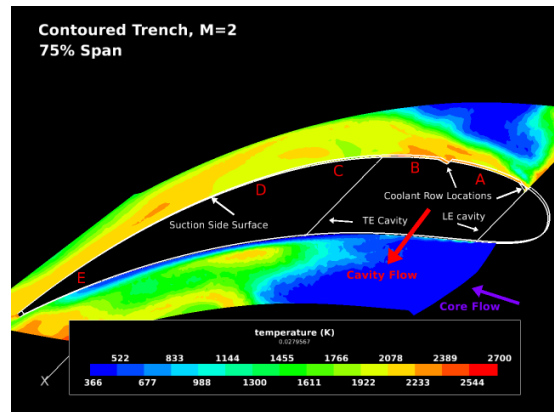 Contoured Trench, M=2
75% Span
B
A
C
D
Coolant Row Locations
Suction Side Surface
TE Cavity
LE cavity
E
Cavity Flow
Core Flow
temperature (K)
0.0279567
522 833 1144 1455 1766 2078 2389 2700
366 677 988 1300 1611 1922 2233 2544
X